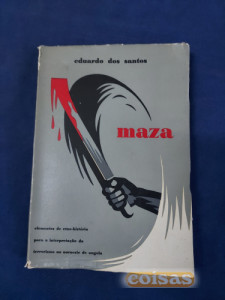 eduardo dos santos
maza
elementos de etno-história
para a interpretação do
terrorismo no noroeste de angola
coisas